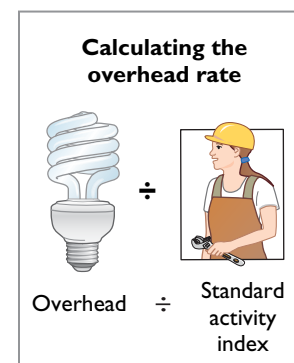 Calculating the
overhead rate
÷
Overhead ÷ Standard
activity
index